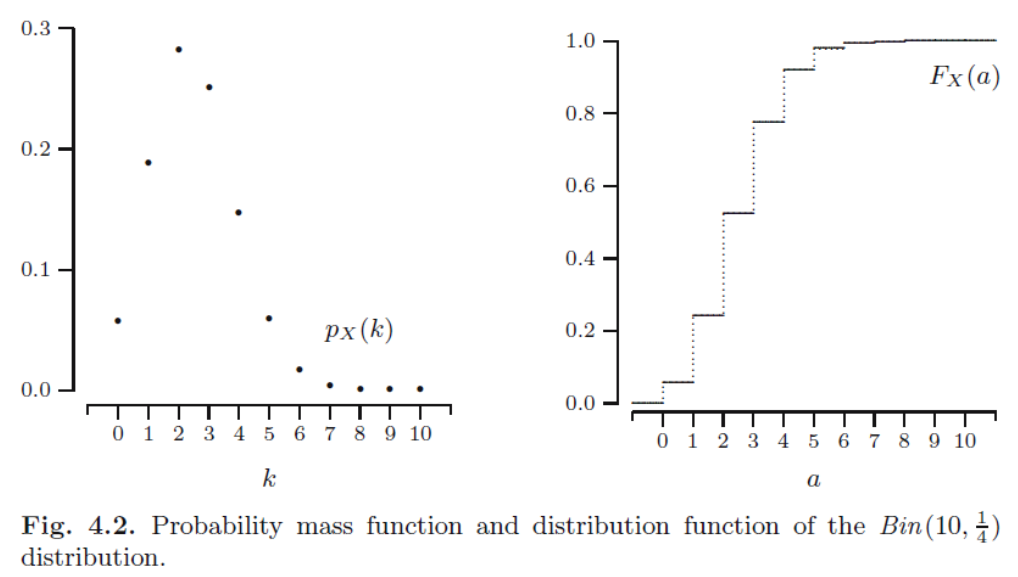 0.3
0.2
0.1
0.0
p_X(k)
0 1 2 3 4 5 6 7 8 9 10
k
1.0
0.8
0.6
0.4
0.2
0.0
F_X(a)
0 1 2 3 4 5 6 7 8 9 10
a
Fig. 4.2. Probability mass function and distribution function of the Bin(10, 1/4)
distribution.